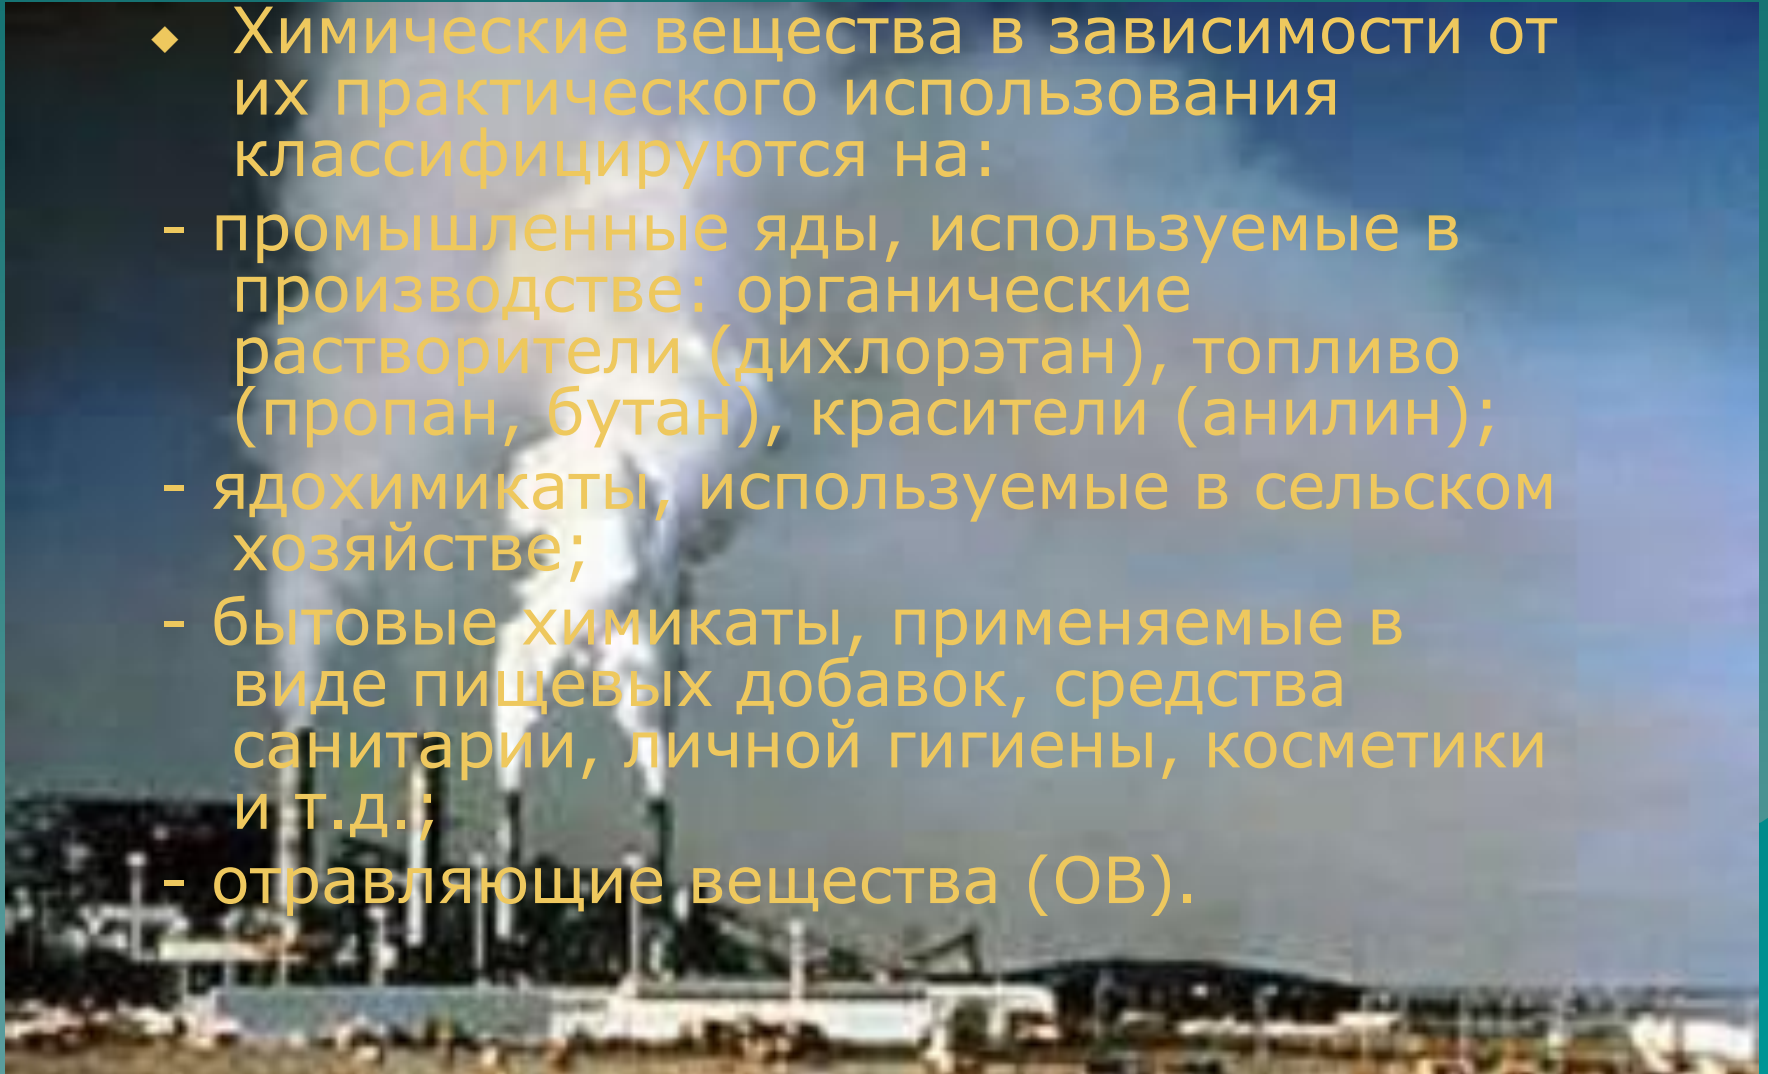 Химические вещества в зависимости от
их практического использования
классифицируются на:
- промышленные яды, используемые в
производстве: органические
растворители (дихлорэтан), топливо
(пропан, бутан), красители (анилин);
- ядохимикаты, используемые в сельском
хозяйстве;
- бытовые химикаты, применяемые в
виде пищевых добавок, средства
санитарии, личной гигиены, косметики
и т.д.;
- отравляющие вещества (ОВ).